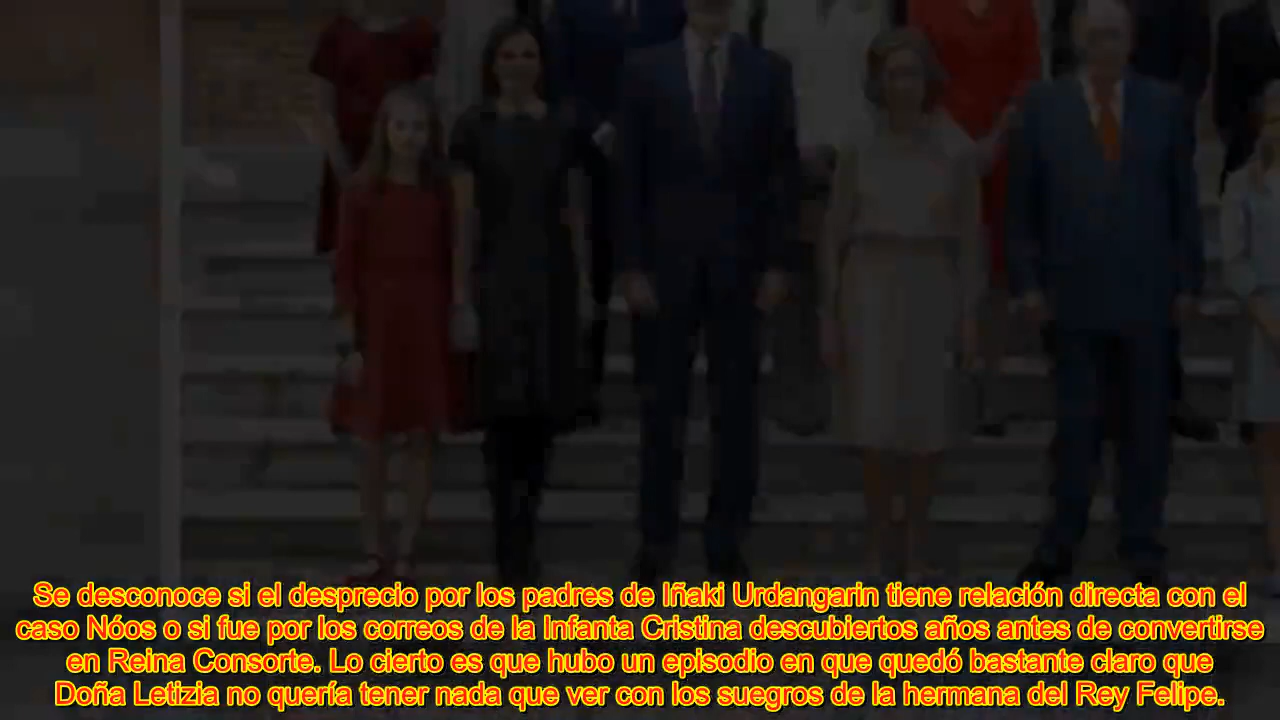 Se desconoce si el desprecio por los padres de Iñaki Urdangarin tiene relación directa con el
caso Nóos o si fue por los correos de la Infanta Cristina descubiertos años antes de convertirse
en Reina Consorte. Lo cierto es que hubo un episodio en que quedó bastante claro que
Doña Letizia no quería tener nada que ver con los suegros de la hermana del Rey Felipe.